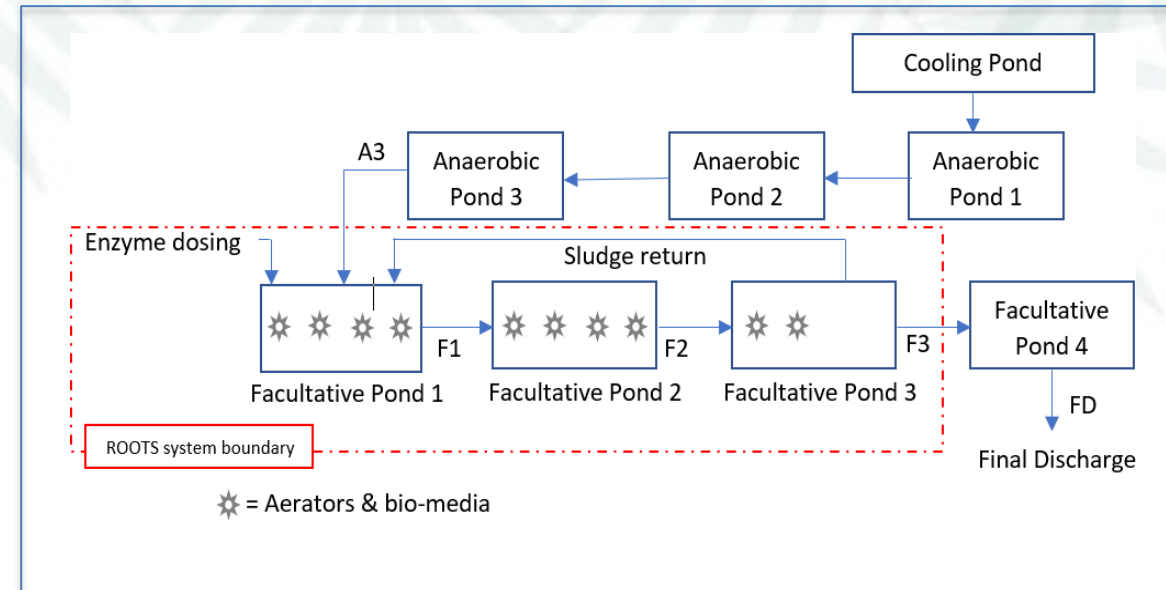 Cooling Pond
A3
Anaerobic
Pond 3
Anaerobic
Pond 2
Anaerobic
Pond 1
Enzyme dosing
Sludge return
F1
F2
F3
Facultative
Pond 4
Facultative Pond 1
Facultative Pond 2
Facultative Pond 3
FD
ROOTS system boundary
Final Discharge
= Aerators & bio-media